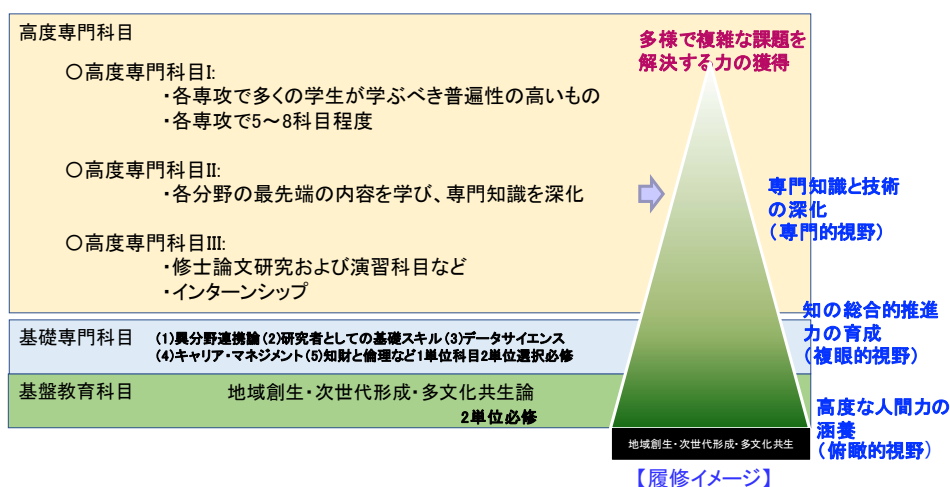 高度専門科目
〇高度専門科目I:
・各専攻で多くの学生が学ぶべき普遍性の高いもの
・各専攻で5～8科目程度
〇高度専門科目II:
・各分野の最先端の内容を学び、専門知識を深化
〇高度専門科目III:
・修士論文研究および演習科目など
・インターンシップ
基礎専門科目
(1)異分野連携論(2)研究者としての基礎スキル(3)データサイエンス
(4)キャリア・マネジメント(5)知財と倫理など1単位科目2単位選択必修
基盤教育科目
地域創生・次世代形成・多文化共生論
2単位必修
多様で複雑な課題を
解決する力の獲得
専門知識と技術
の深化
(専門的視野)
知の総合的推進
力の育成
(複眼的視野)
高度な人間力の
涵養
(俯瞰的視野)
地域創生・次世代形成・多文化共生
【履修イメージ】